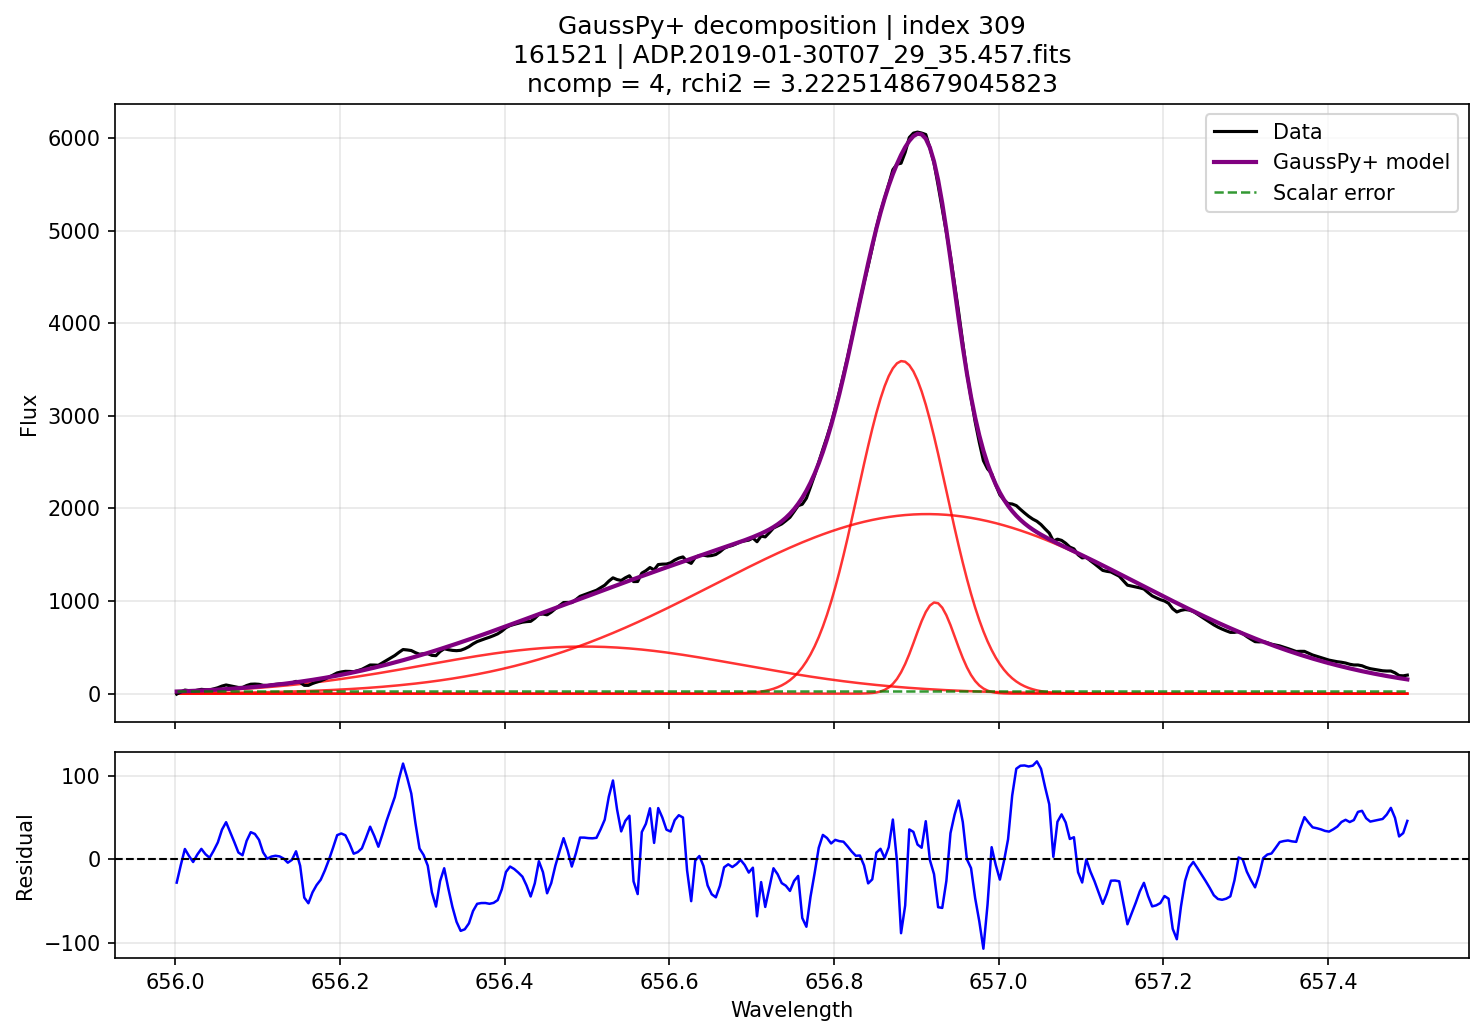 GaussPy+ decomposition | index 309
161521 | ADP.2019-01-30T07_29_35.457.fits
ncomp = 4, rchi2 = 3.2225148679045823
Data
GaussPy+ model
Scalar error
6000
5000
4000
3000
2000
1000
0
Flux
100
0
−100
Residual
656.0
656.2
656.4
656.6
656.8
657.0
657.2
657.4
Wavelength